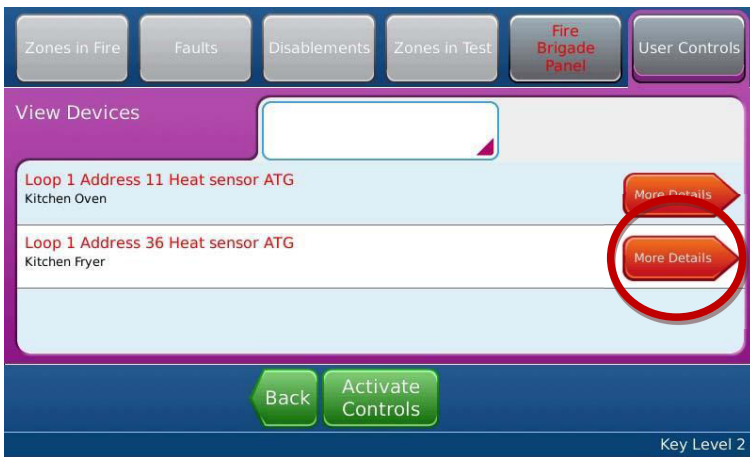 Zones in Fire
Faults
Disablements
Zones in Test
Fire
Brigade
Panel
User Controls
View Devices
Loop 1 Address 11 Heat sensor ATG
Kitchen Oven
More Details
Loop 1 Address 36 Heat sensor ATG
Kitchen Fryer
More Details
Back
Activate
Controls
Key Level 2